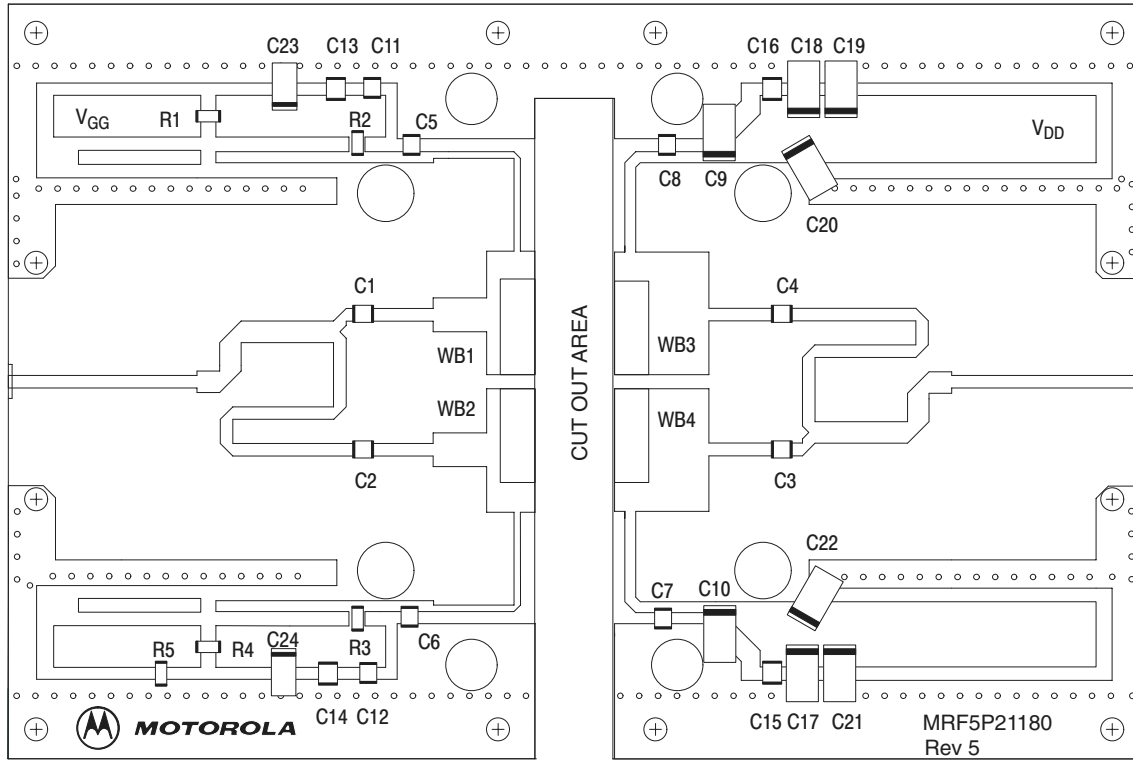 C23
C13
C11
C16
C18
C19
VGG
R1
R2
C5
C8
C9
VDD
C20
C1
C4
WB1
WB3
CUT OUT AREA
WB2
WB4
C2
C3
C22
C7
C10
R5
R4
C24
R3
C6
C14
C12
C15
C17
C21
MOTOROLA
MRF5P21180
Rev 5